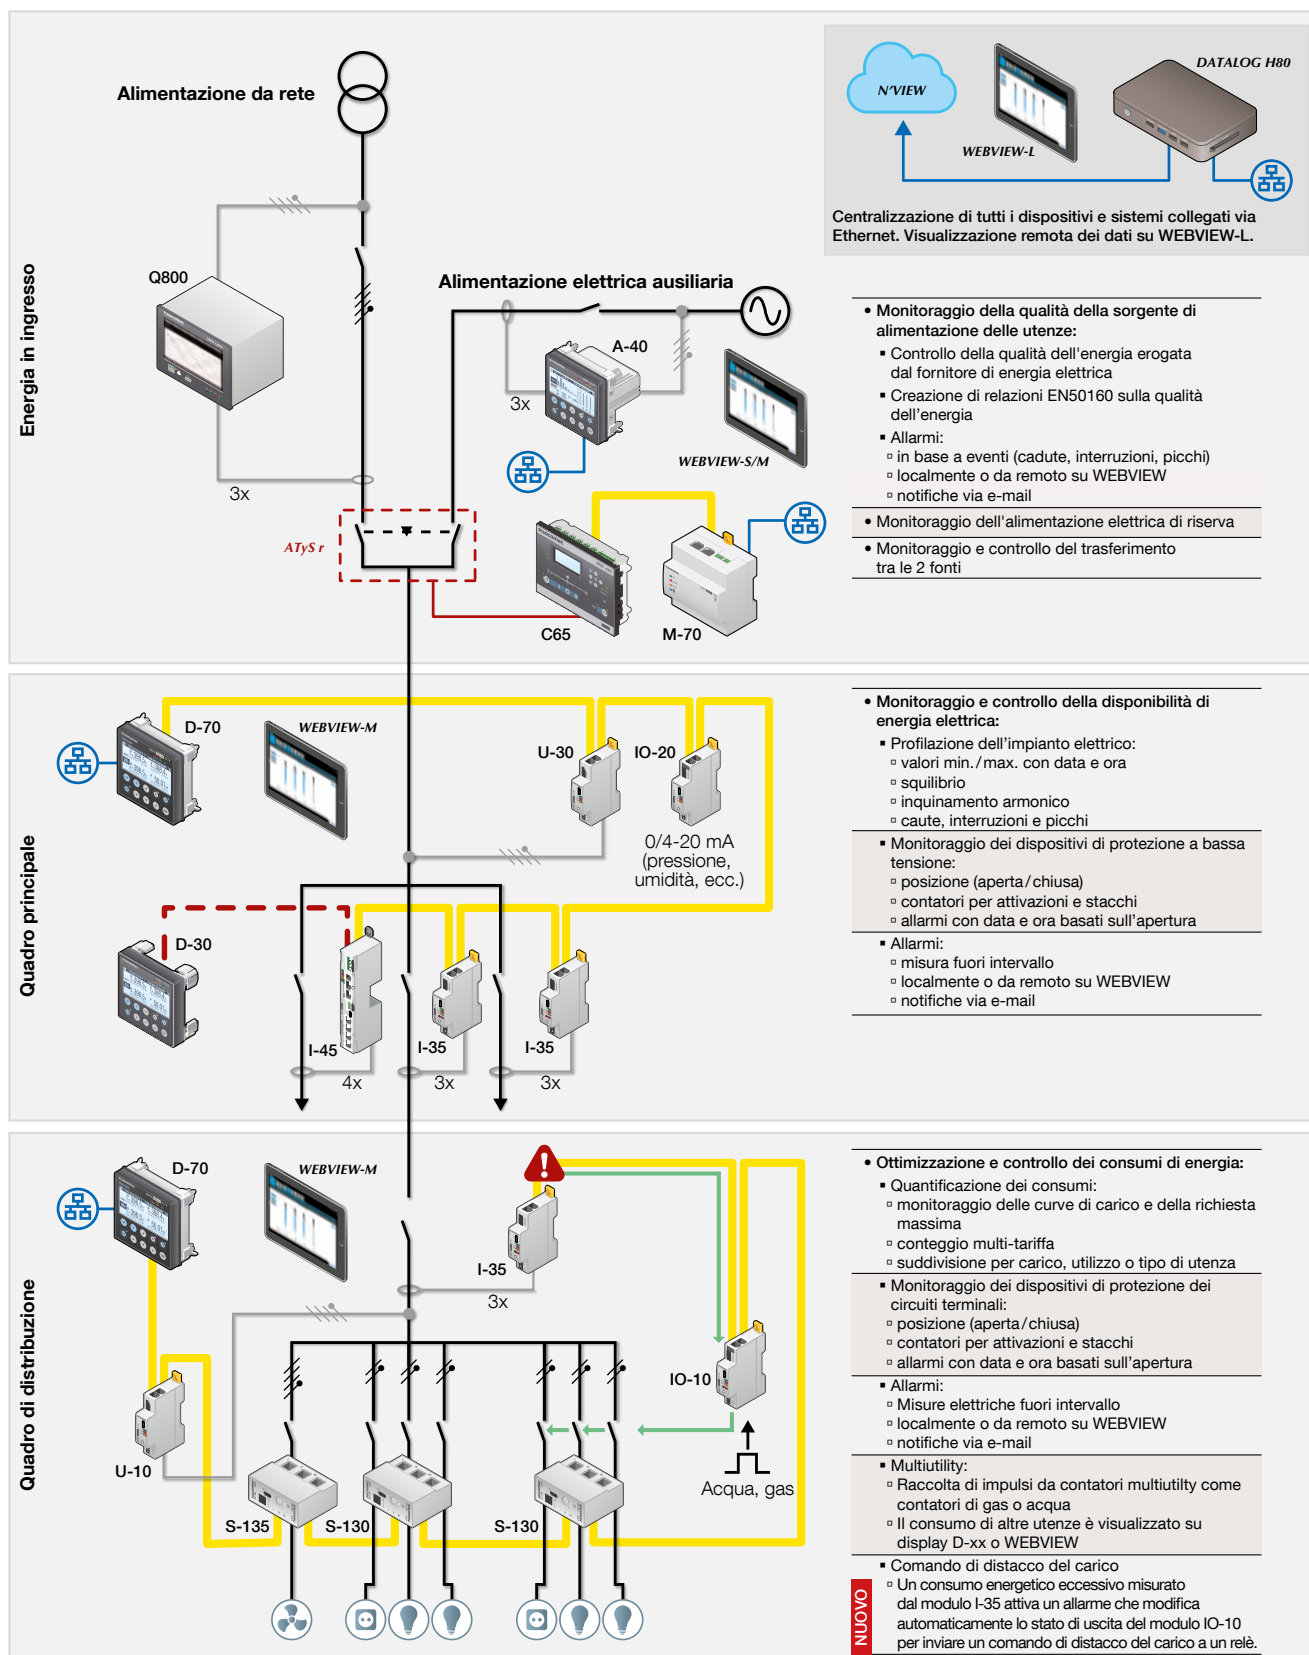 Energia in ingresso
Alimentazione da rete
Q800
3x
Alimentazione elettrica ausiliaria
A-40
3x
WEBVIEW-S/M
ATyS r
C65
M-70
N'VIEW
WEBVIEW-L
DATALOG H80
Centralizzazione di tutti i dispositivi e sistemi collegati via
Ethernet. Visualizzazione remota dei dati su WEBVIEW-L.
• Monitoraggio della qualità della sorgente di
alimentazione delle utenze:
▪ Controllo della qualità dell'energia erogata
dal fornitore di energia elettrica
▪ Creazione di relazioni EN50160 sulla qualità
dell'energia
▪ Allarmi:
▫ in base a eventi (cadute, interruzioni, picchi)
▫ localmente o da remoto su WEBVIEW
▫ notifiche via e-mail
• Monitoraggio dell'alimentazione elettrica di riserva
• Monitoraggio e controllo del trasferimento
tra le 2 fonti
Quadro principale
D-70
WEBVIEW-M
U-30
IO-20
0/4-20 mA
(pressione,
umidità, ecc.)
D-30
I-45
I-35
I-35
4x
3x
3x
• Monitoraggio e controllo della disponibilità di
energia elettrica:
▪ Profilazione dell'impianto elettrico:
▫ valori min./max. con data e ora
▫ squilibrio
▫ inquinamento armonico
▫ caute, interruzioni e picchi
▪ Monitoraggio dei dispositivi di protezione a bassa
tensione:
▫ posizione (aperta/chiusa)
▫ contatori per attivazioni e stacchi
▫ allarmi con data e ora basati sull'apertura
▪ Allarmi:
▫ misura fuori intervallo
▫ localmente o da remoto su WEBVIEW
▫ notifiche via e-mail
Quadro di distribuzione
D-70
WEBVIEW-M
I-35
3x
IO-10
U-10
Acqua, gas
S-135
S-130
S-130
• Ottimizzazione e controllo dei consumi di energia:
▪ Quantificazione dei consumi:
▫ monitoraggio delle curve di carico e della richiesta
massima
▫ conteggio multi-tariffa
▫ suddivisione per carico, utilizzo o tipo di utenza
▪ Monitoraggio dei dispositivi di protezione dei
circuiti terminali:
▫ posizione (aperta/chiusa)
▫ contatori per attivazioni e stacchi
▫ allarmi con data e ora basati sull'apertura
▪ Allarmi:
▫ Misure elettriche fuori intervallo
▫ localmente o da remoto su WEBVIEW
▫ notifiche via e-mail
▪ Multiutility:
▫ Raccolta di impulsi da contatori multiutilty come
contatori di gas o acqua
▫ Il consumo di altre utenze è visualizzato su
display D-xx o WEBVIEW
▪ Comando di distacco del carico
NUOVO
▫ Un consumo energetico eccessivo misurato
dal modulo I-35 attiva un allarme che modifica
automaticamente lo stato di uscita del modulo IO-10
per inviare un comando di distacco del carico a un relè.